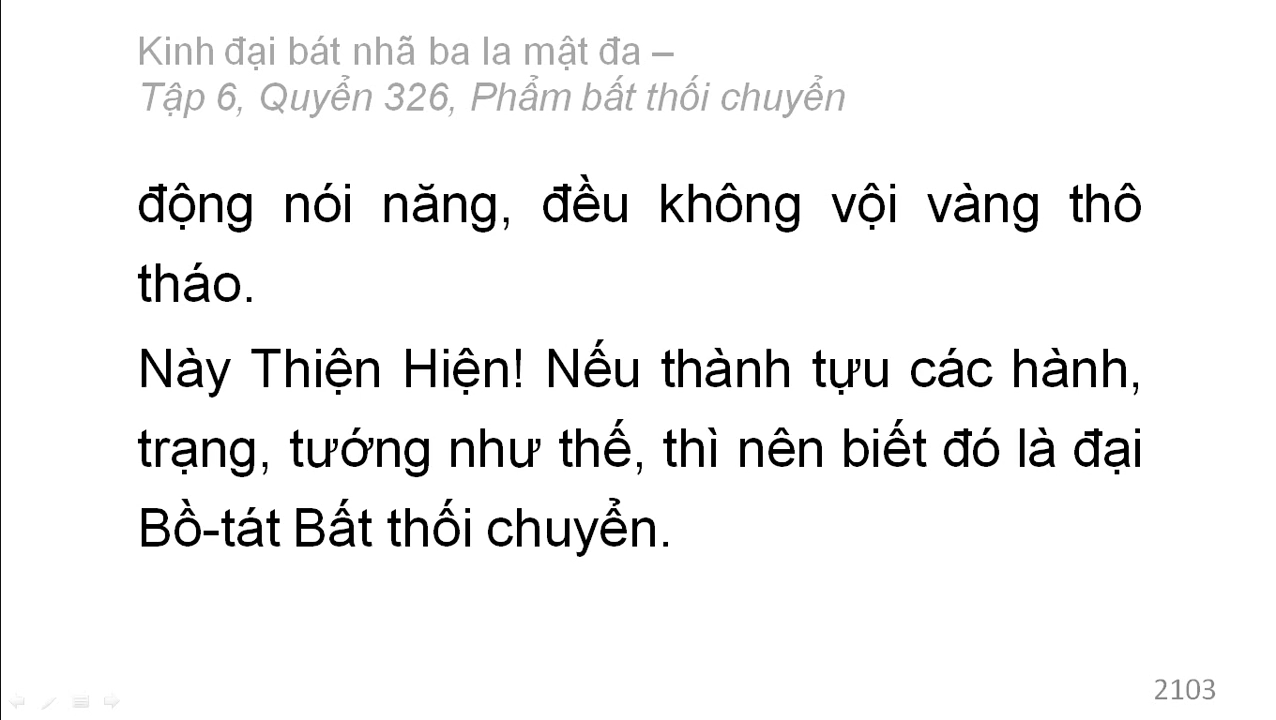 Kinh đại bát nhã ba la mật đa –
Tập 6, Quyển 326, Phẩm bất thối chuyển
động nói năng, đều không vội vàng thô
tháo.
Này Thiện Hiện! Nếu thành tựu các hành,
trạng, tướng như thế, thì nên biết đó là đại
Bồ-tát Bất thối chuyển.
2103